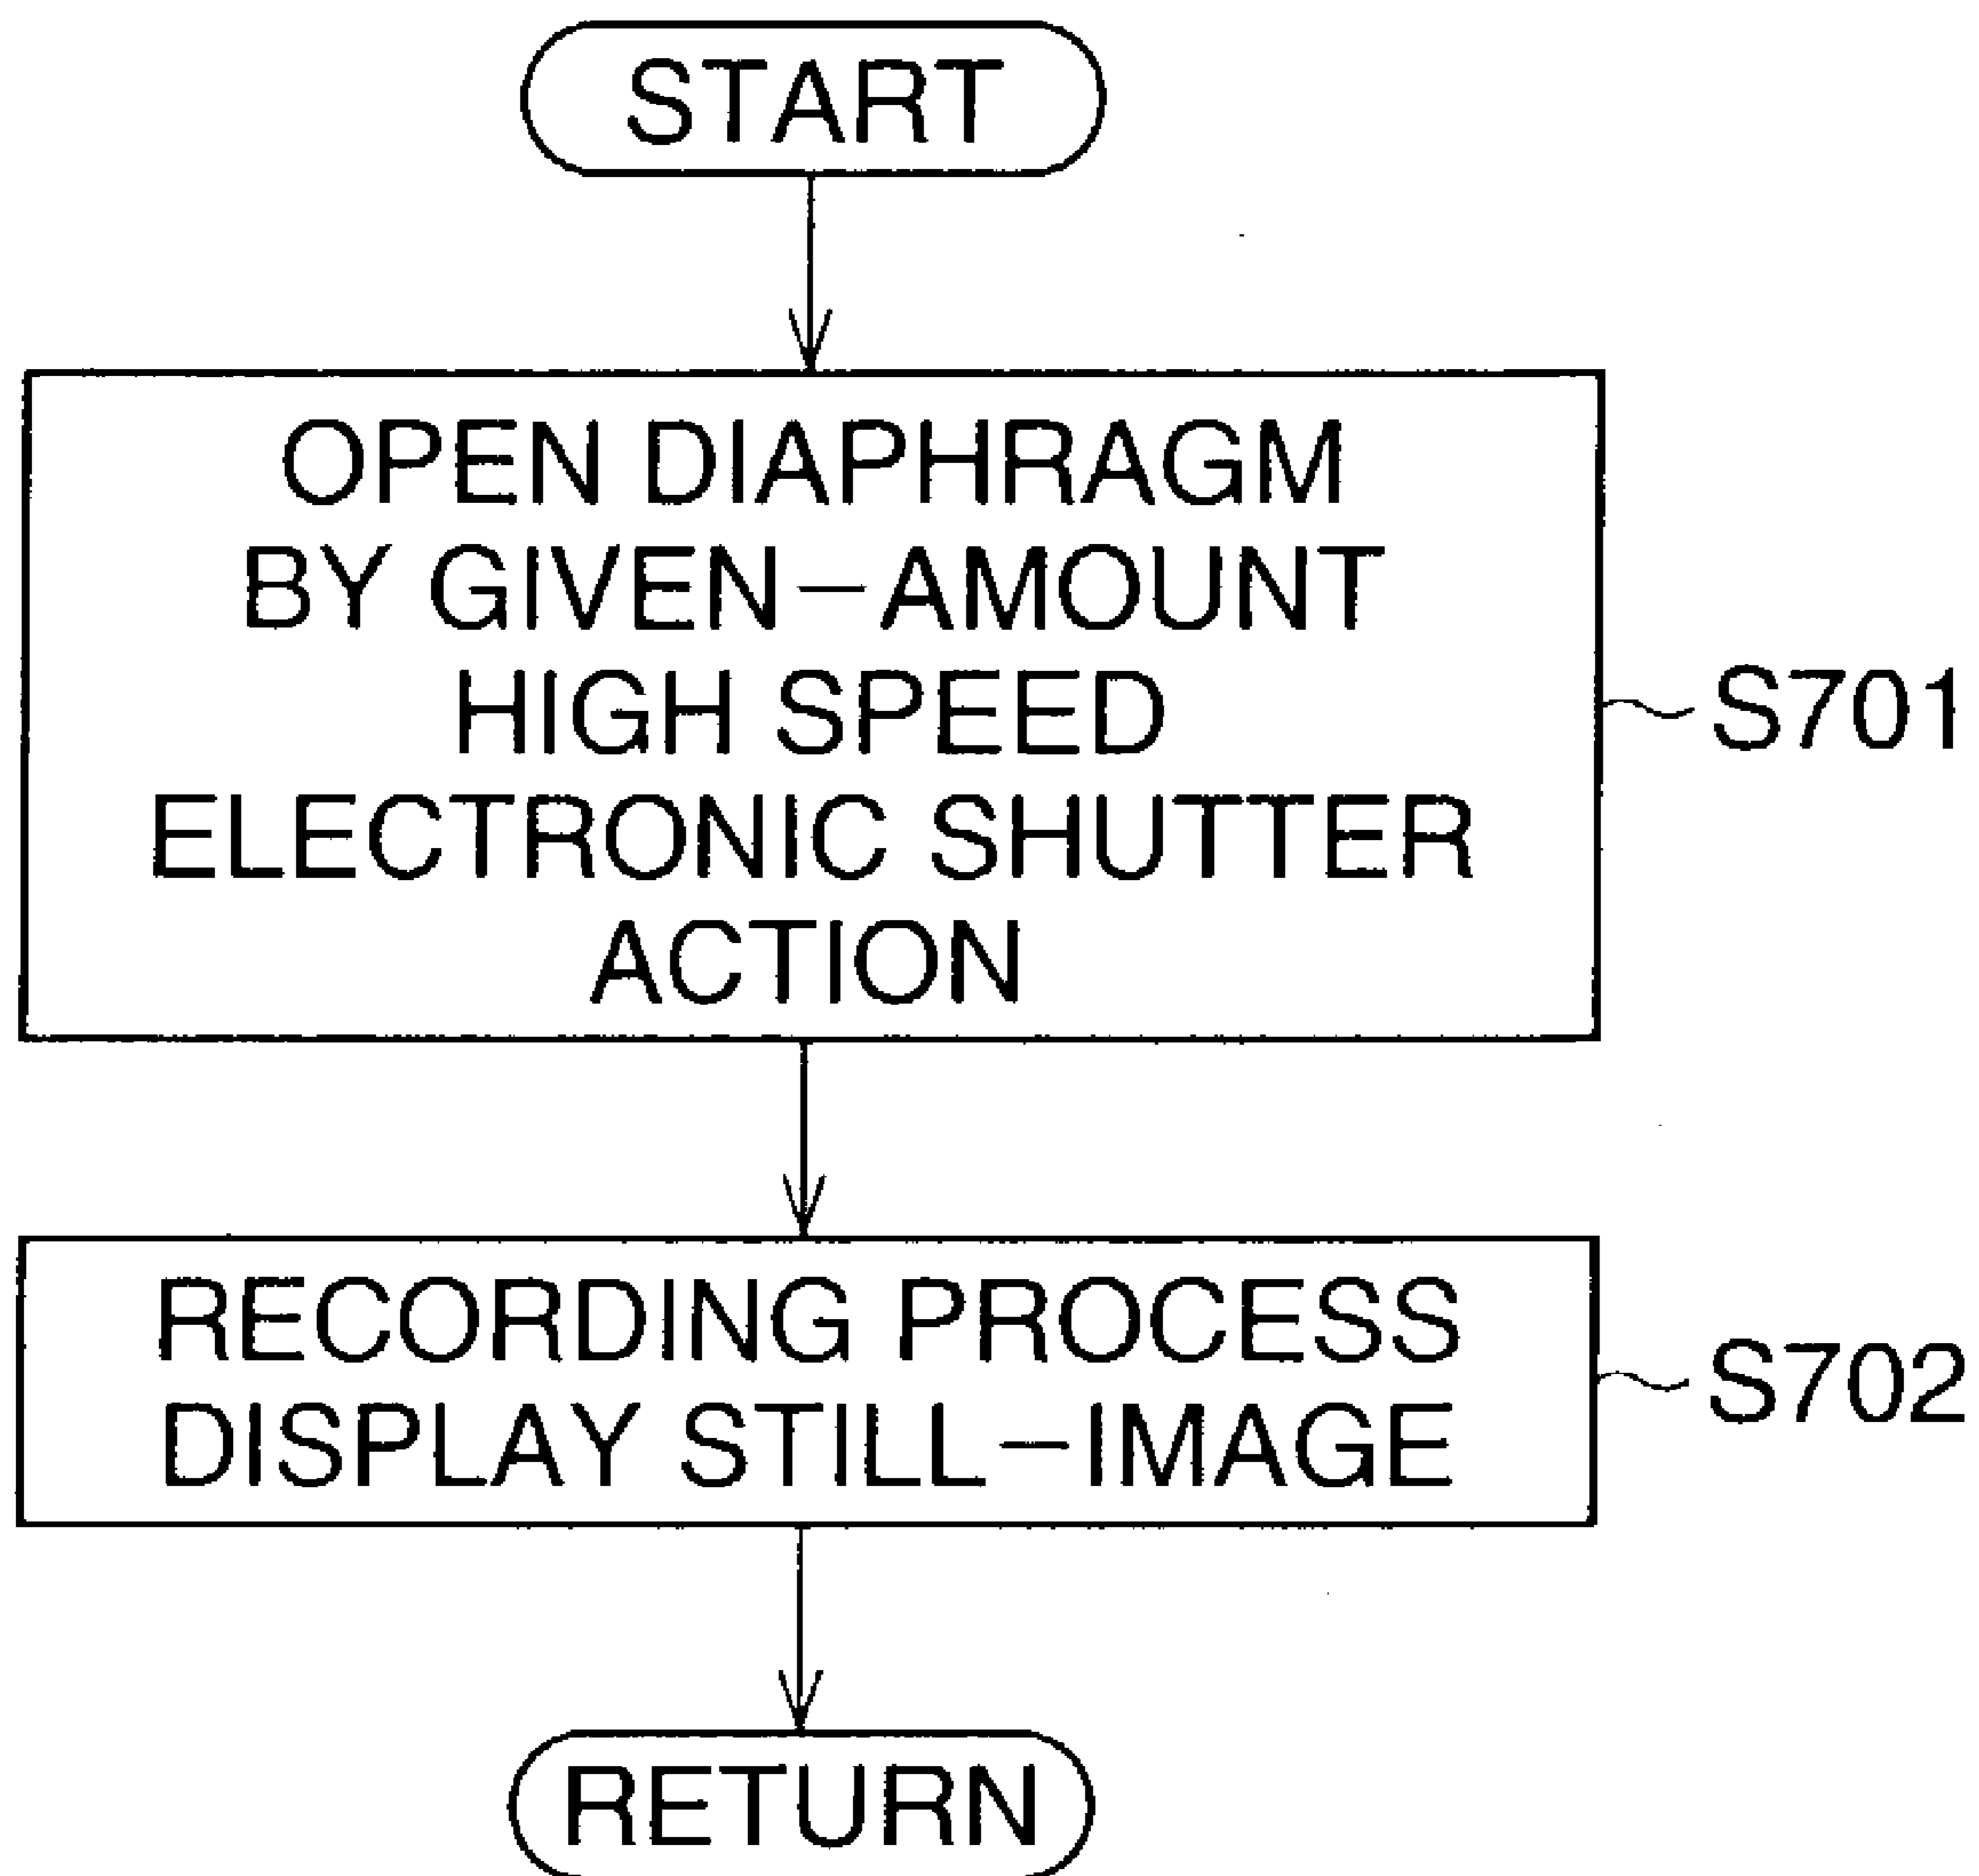 START
OPEN DIAPHRAGM
BY GIVEN-AMOUNT
HIGH SPEED
ELECTRONIC SHUTTER
ACTION
S701
RECORDING PROCESS
DISPLAY STILL-IMAGE
S702
RETURN